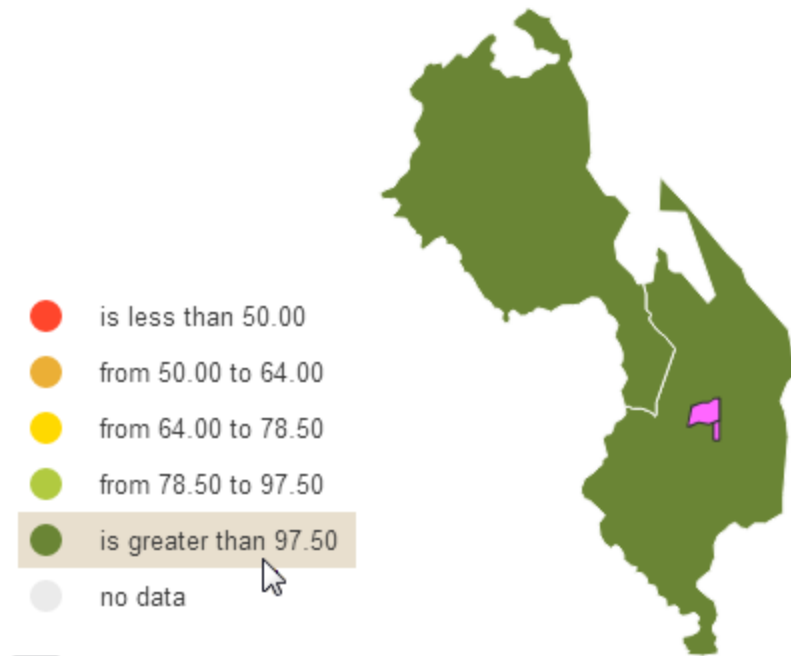 is less than 50.00
from 50.00 to 64.00
from 64.00 to 78.50
from 78.50 to 97.50
is greater than 97.50
no data